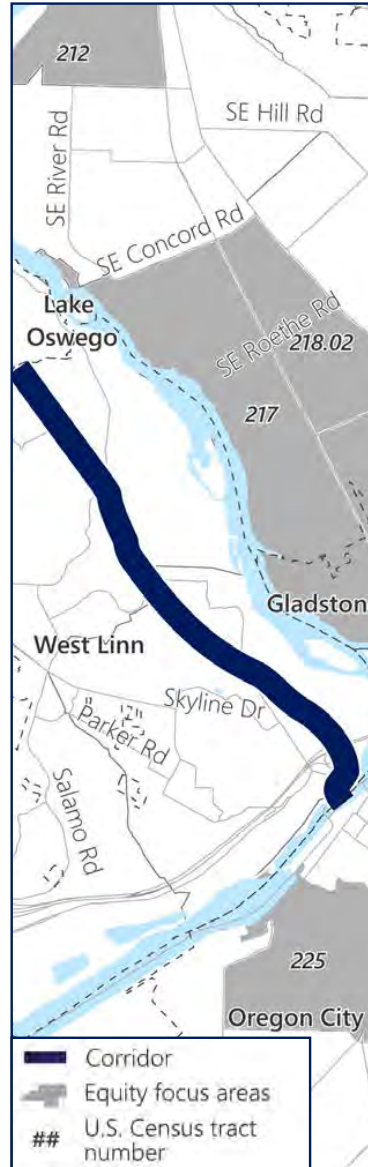 212
SE Hill Rd
SE River Rd
SE Concord Rd
Lake
Oswego
SE Roethe Rd
218.02
217
Gladston
West Linn
Skyline Dr
Parker Rd
Salamo Rd
225
Oregon City
Corridor
Equity focus areas
## U.S. Census tract
number